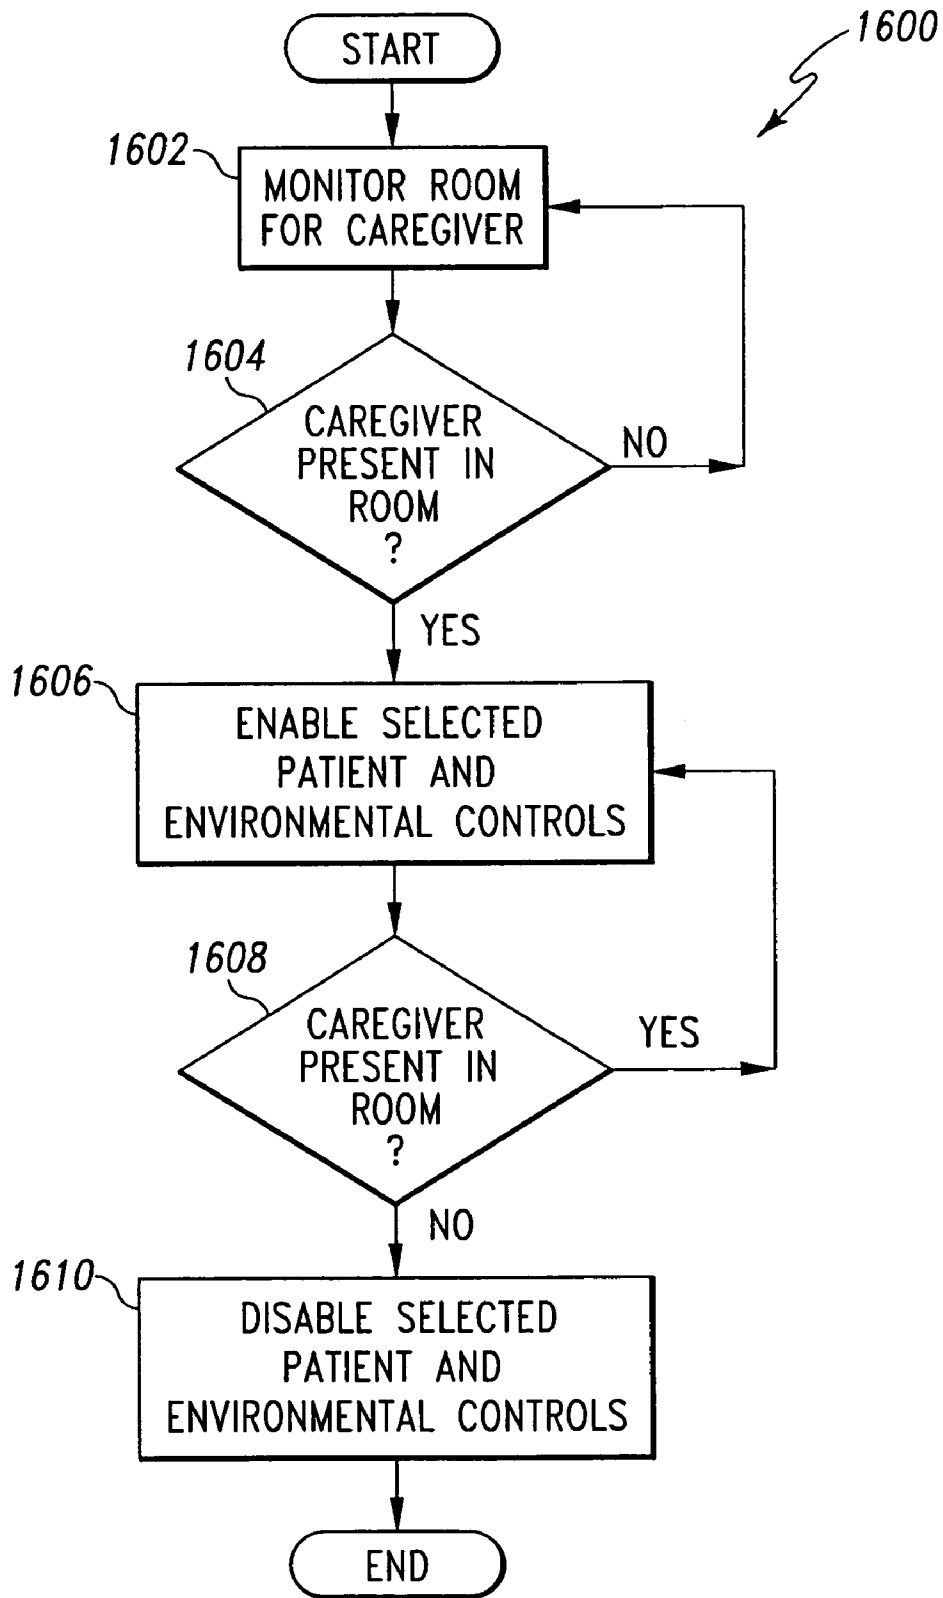 START
1600
1602
MONITOR ROOM
FOR CAREGIVER
1604
CAREGIVER
PRESENT IN
ROOM
?
NO
YES
1606
ENABLE SELECTED
PATIENT AND
ENVIRONMENTAL CONTROLS
1608
CAREGIVER
PRESENT IN
ROOM
?
YES
NO
1610
DISABLE SELECTED
PATIENT AND
ENVIRONMENTAL CONTROLS
END